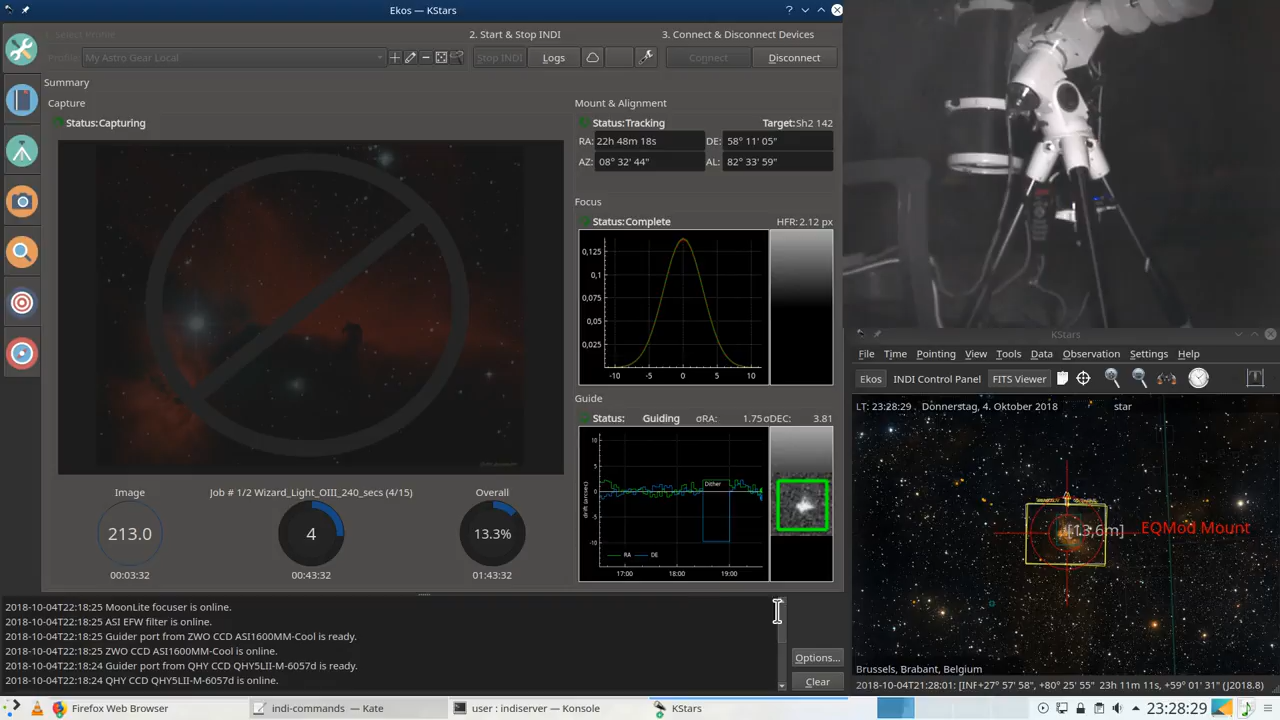 Ekos — KStars
1. Select Profile
2. Start & Stop INDI
3. Connect & Disconnect Devices
Profile: My Astro Gear Local
Stop INDI
Logs
Connect
Disconnect
Summary
Capture
Status:Capturing
Mount & Alignment
Status:Tracking
Target:Sh2 142
RA: 22h 48m 18s
DE: 58° 11' 05"
AZ: 08° 32' 44"
AL: 82° 33' 59"
Focus
Status:Complete
HFR: 2.12 px
0,125
0,1
0,075
0,05
0,025
-10 -5 0 5 10
Guide
Status: Guiding
σRA: 1.75
σDEC: 3.81
drift (arcsec)
10
5
0
-5
-10
Dither
RA DE
17:00 18:00 19:00
Image
213.0
00:03:32
Job # 1/2 Wizard_Light_OIII_240_secs (4/15)
4
00:43:32
Overall
13.3%
01:43:32
2018-10-04T22:18:25 MoonLite focuser is online.
2018-10-04T22:18:25 ASI EFW filter is online.
2018-10-04T22:18:25 Guider port from ZWO CCD ASI1600MM-Cool is ready.
2018-10-04T22:18:25 ZWO CCD ASI1600MM-Cool is online.
2018-10-04T22:18:24 Guider port from QHY CCD QHY5LII-M-6057d is ready.
2018-10-04T22:18:24 QHY CCD QHY5LII-M-6057d is online.
Options...
Clear
KStars
File Time Pointing View Tools Data Observation Settings Help
Ekos INDI Control Panel FITS Viewer
LT: 23:28:29 Donnerstag, 4. Oktober 2018
star
[13,6m]
EQMod Mount
Brussels, Brabant, Belgium
2018-10-04T21:28:01: [INF +27° 57' 58", +80° 25' 55" 23h 11m 11s, +59° 01' 31" (J2018.8)
Firefox Web Browser
indi-commands — Kate
user : indiserver — Konsole
KStars
23:28:29